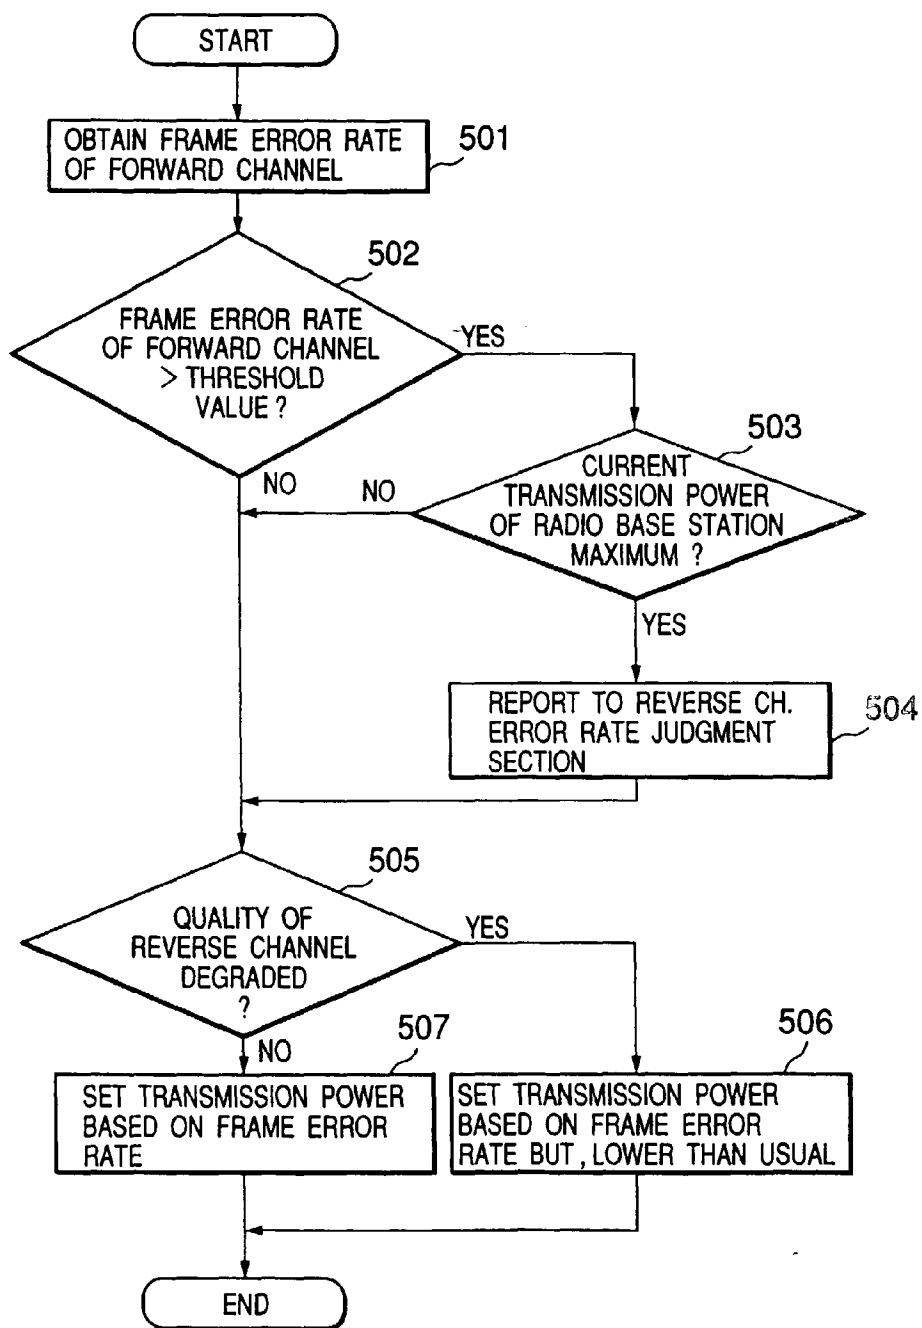 START
OBTAIN FRAME ERROR RATE
OF FORWARD CHANNEL
501
502
FRAME ERROR RATE
OF FORWARD CHANNEL
> THRESHOLD
VALUE ?
YES
NO
503
CURRENT
TRANSMISSION POWER
OF RADIO BASE STATION
MAXIMUM ?
NO
YES
REPORT TO REVERSE CH.
ERROR RATE JUDGMENT
SECTION
504
505
QUALITY OF
REVERSE CHANNEL
DEGRADED
?
YES
NO
507
SET TRANSMISSION POWER
BASED ON FRAME ERROR
RATE
506
SET TRANSMISSION POWER
BASED ON FRAME ERROR
RATE BUT, LOWER THAN USUAL
END